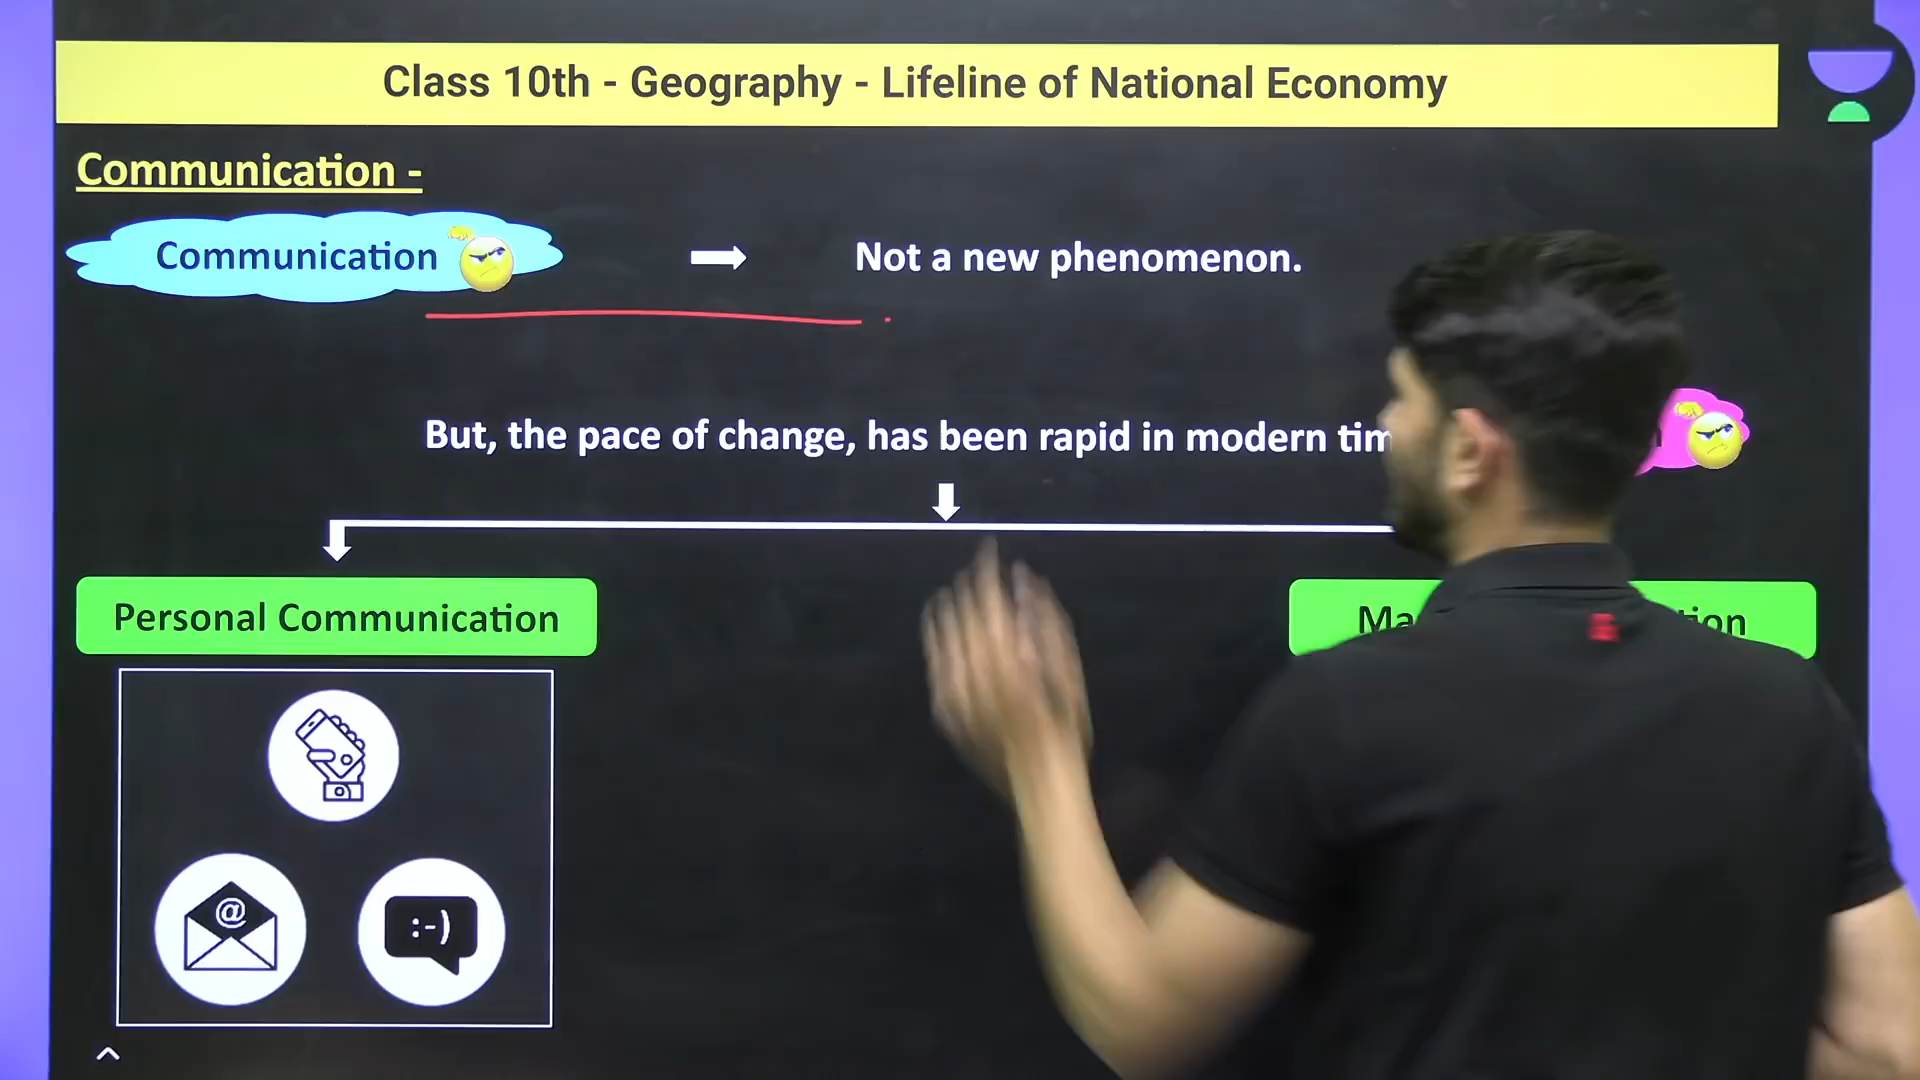 Class 10th - Geography - Lifeline of National Economy
Communication -
Communication
Not a new phenomenon.
But, the pace of change, has been rapid in modern
Personal Communication
@
:-)